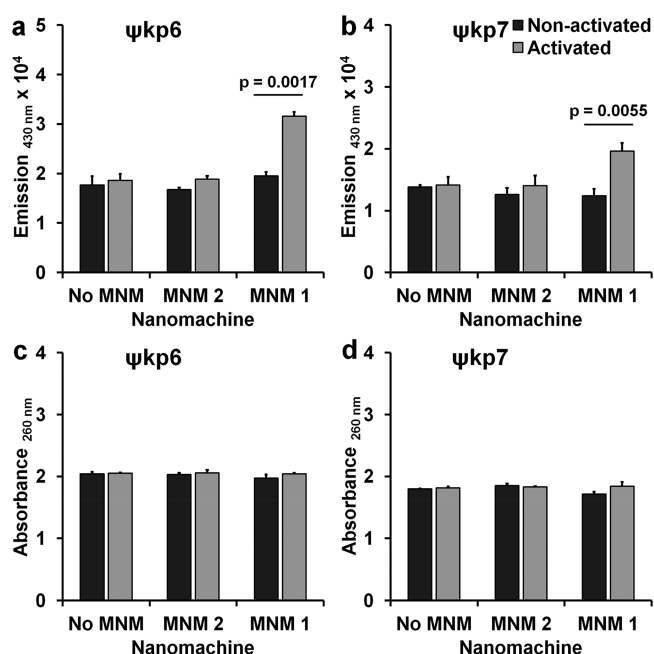 a ψkp6
Emission 430 nm x 10⁴
5
4
3
2
1
0
p = 0.0017
No MNM MNM 2 MNM 1
Nanomachine
b ψkp7
Non-activated
Activated
Emission 430 nm x 10⁴
4
3
2
1
0
p = 0.0055
No MNM MNM 2 MNM 1
Nanomachine
c ψkp6
Absorbance 260 nm
4
3
2
1
0
No MNM MNM 2 MNM 1
Nanomachine
d ψkp7
Absorbance 260 nm
4
3
2
1
0
No MNM MNM 2 MNM 1
Nanomachine